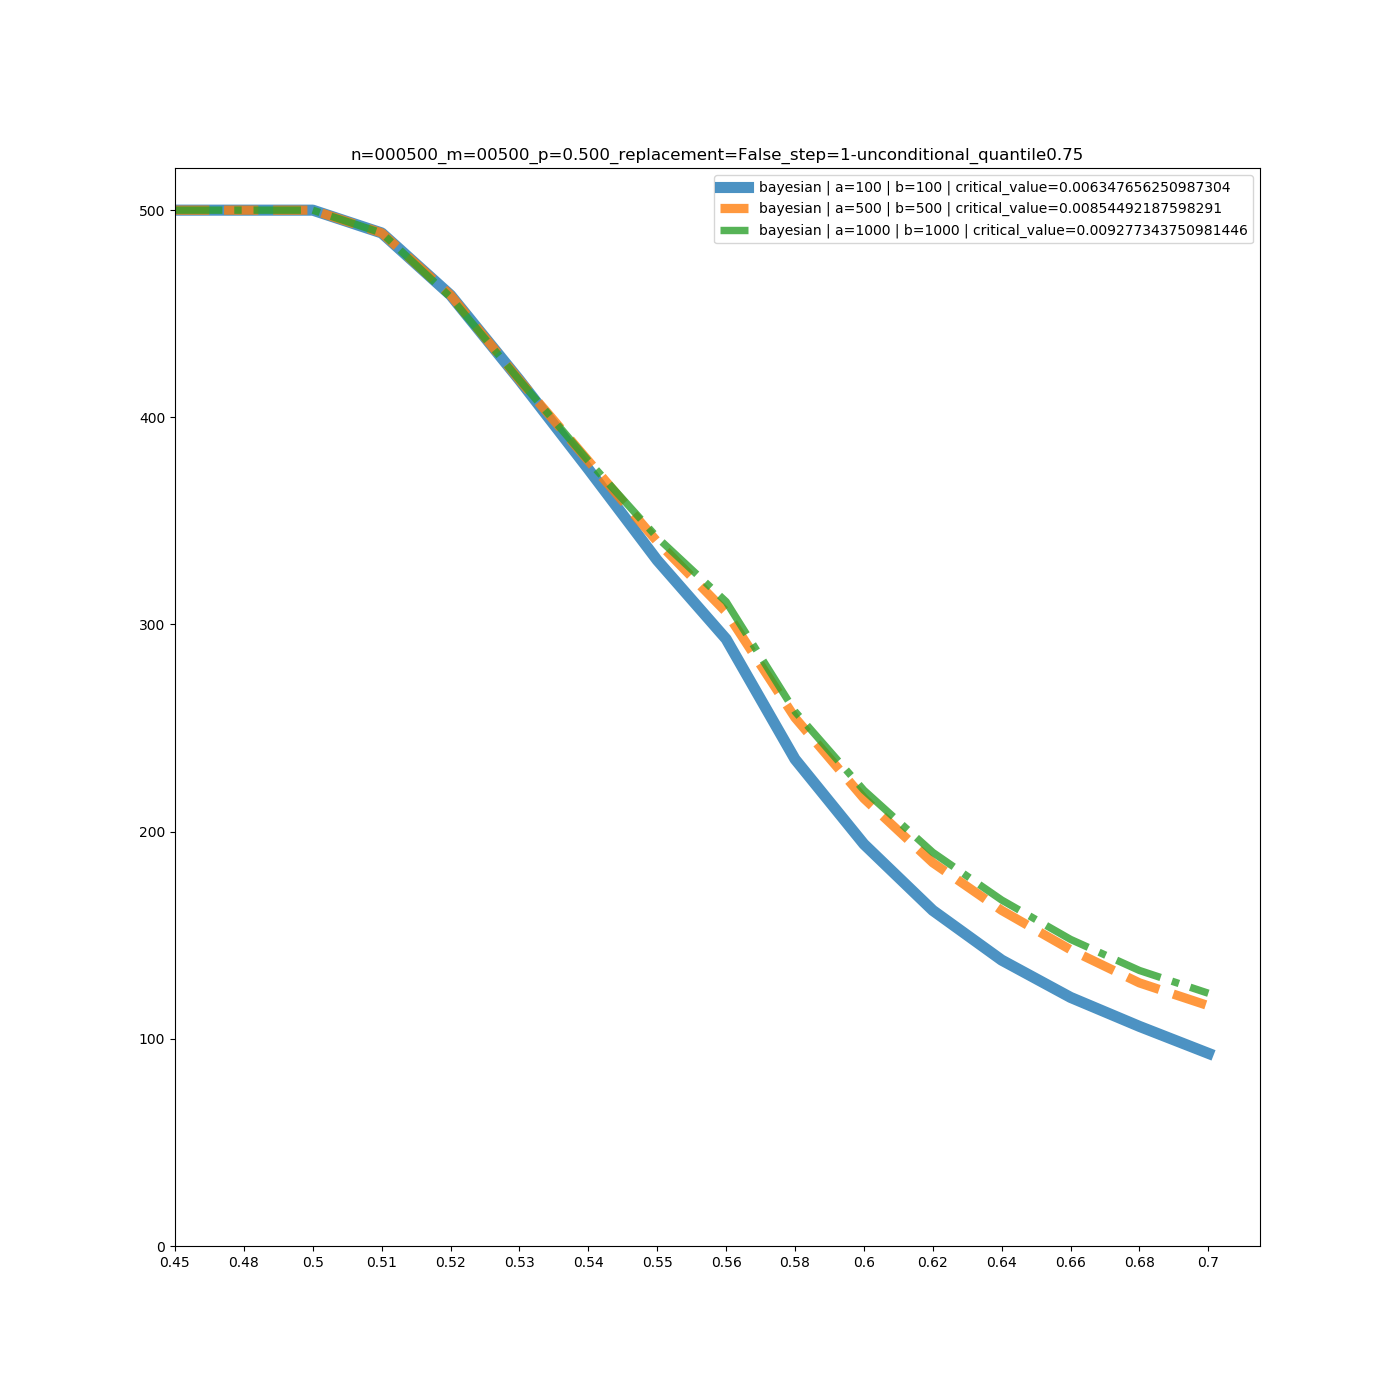 n=000500_m=00500_p=0.500_replacement=False_step=1-unconditional_quantile0.75
bayesian | a=100 | b=100 | critical_value=0.006347656250987304
bayesian | a=500 | b=500 | critical_value=0.00854492187598291
bayesian | a=1000 | b=1000 | critical_value=0.009277343750981446
500
400
300
200
100
0
0.45 0.48 0.5 0.51 0.52 0.53 0.54 0.55 0.56 0.58 0.6 0.62 0.64 0.66 0.68 0.7